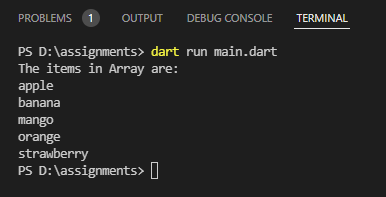 PROBLEMS 1 OUTPUT DEBUG CONSOLE TERMINAL
PS D:\assignments> dart run main.dart
The items in Array are:
apple
banana
mango
orange
strawberry
PS D:\assignments>